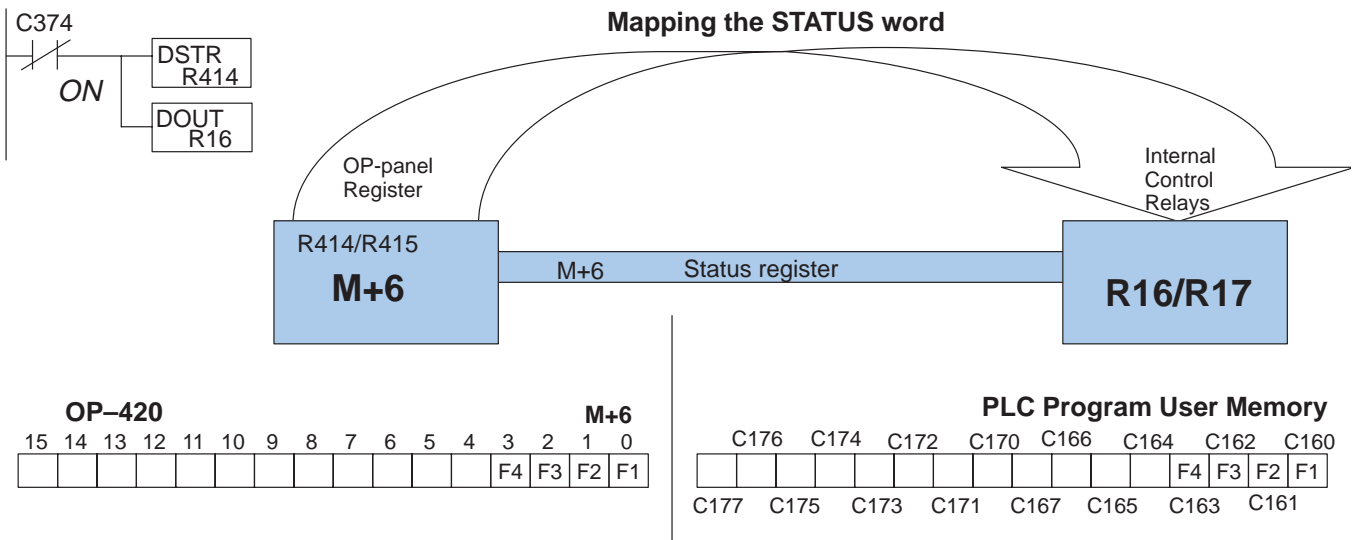 Mapping the STATUS word
C374
DSTR
R414
ON
DOUT
R16
OP-panel
Register
Internal
Control
Relays
R414/R415
M+6
M+6 Status register
R16/R17
OP–420 M+6
15 14 13 12 11 10 9 8 7 6 5 4 3 2 1 0
F4 F3 F2 F1
PLC Program User Memory
C176 C174 C172 C170 C166 C164 C162 C160
F4 F3 F2 F1
C177 C175 C173 C171 C167 C165 C163 C161